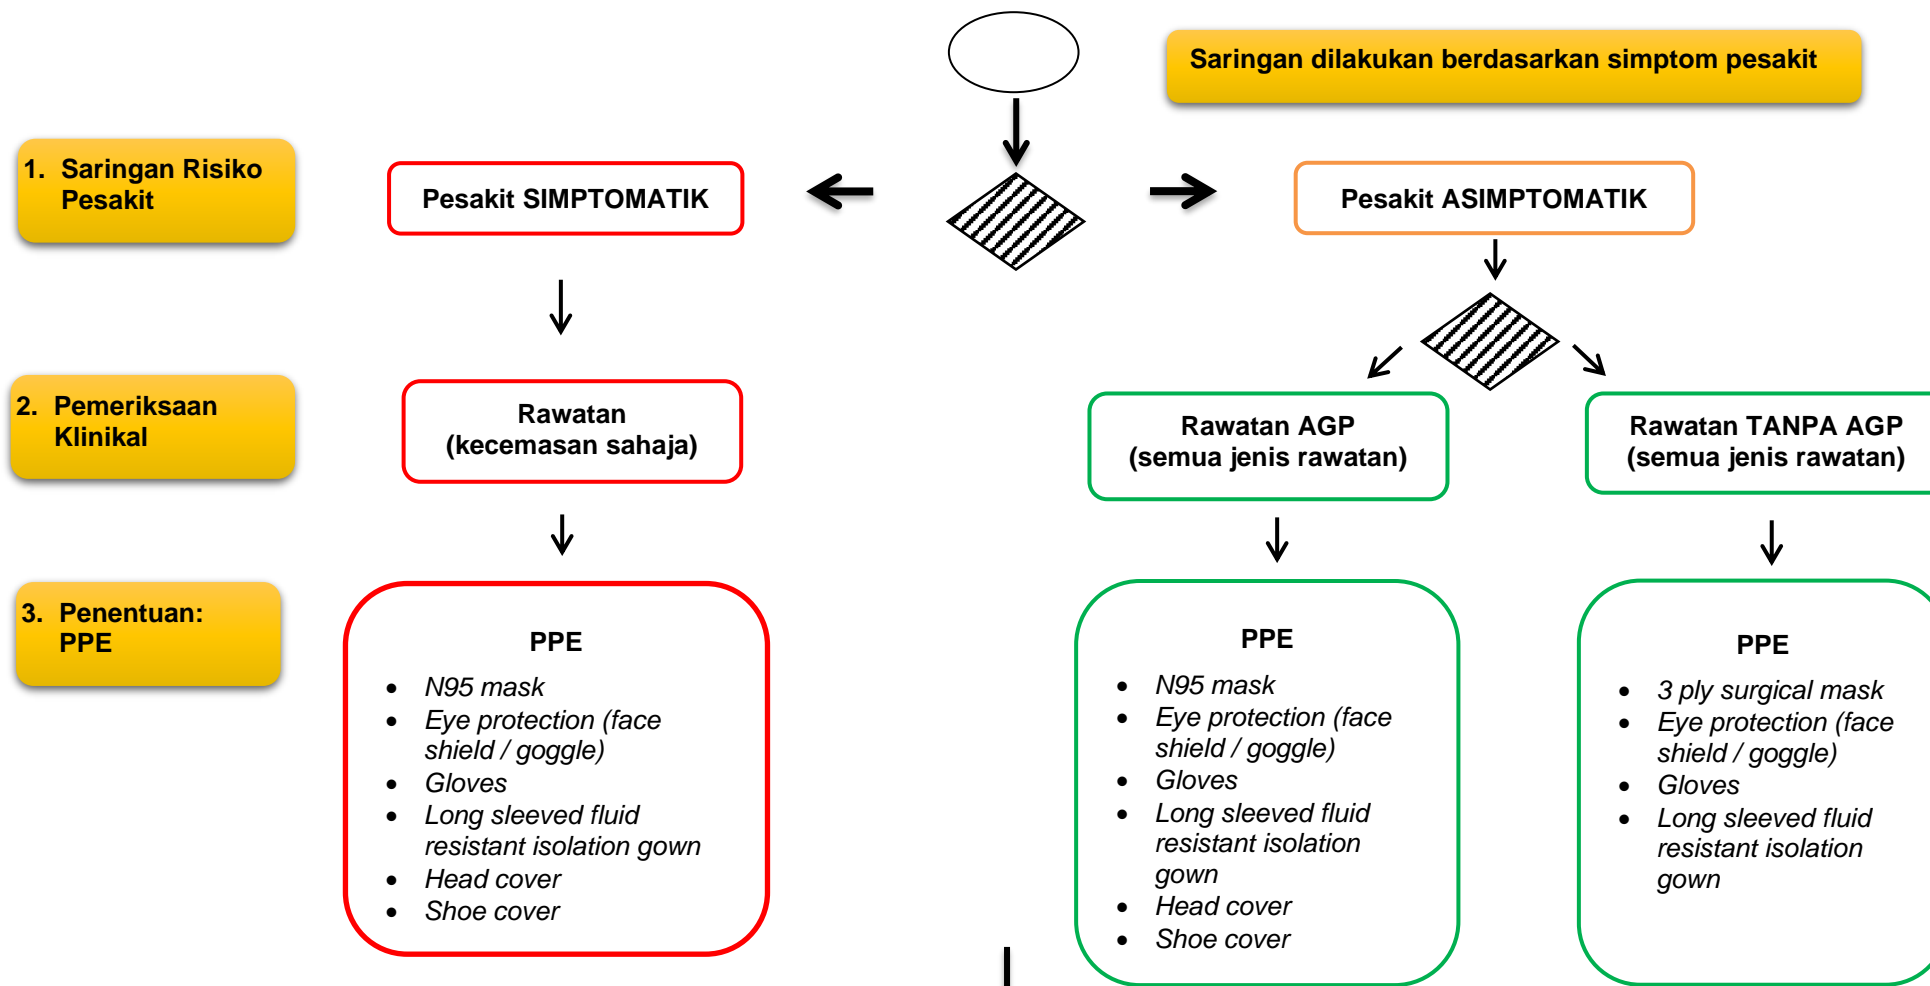 Saringan dilakukan berdasarkan simptom pesakit
1. Saringan Risiko
Pesakit
Pesakit SIMPTOMATIK
Pesakit ASIMPTOMATIK
2. Pemeriksaan
Klinikal
Rawatan
(kecemasan sahaja)
Rawatan AGP
(semua jenis rawatan)
Rawatan TANPA AGP
(semua jenis rawatan)
3. Penentuan:
PPE
PPE
• N95 mask
• Eye protection (face
shield / goggle)
• Gloves
• Long sleeved fluid
resistant isolation gown
• Head cover
• Shoe cover
PPE
• N95 mask
• Eye protection (face
shield / goggle)
• Gloves
• Long sleeved fluid
resistant isolation
gown
• Head cover
• Shoe cover
PPE
• 3 ply surgical mask
• Eye protection (face
shield / goggle)
• Gloves
• Long sleeved fluid
resistant isolation
gown